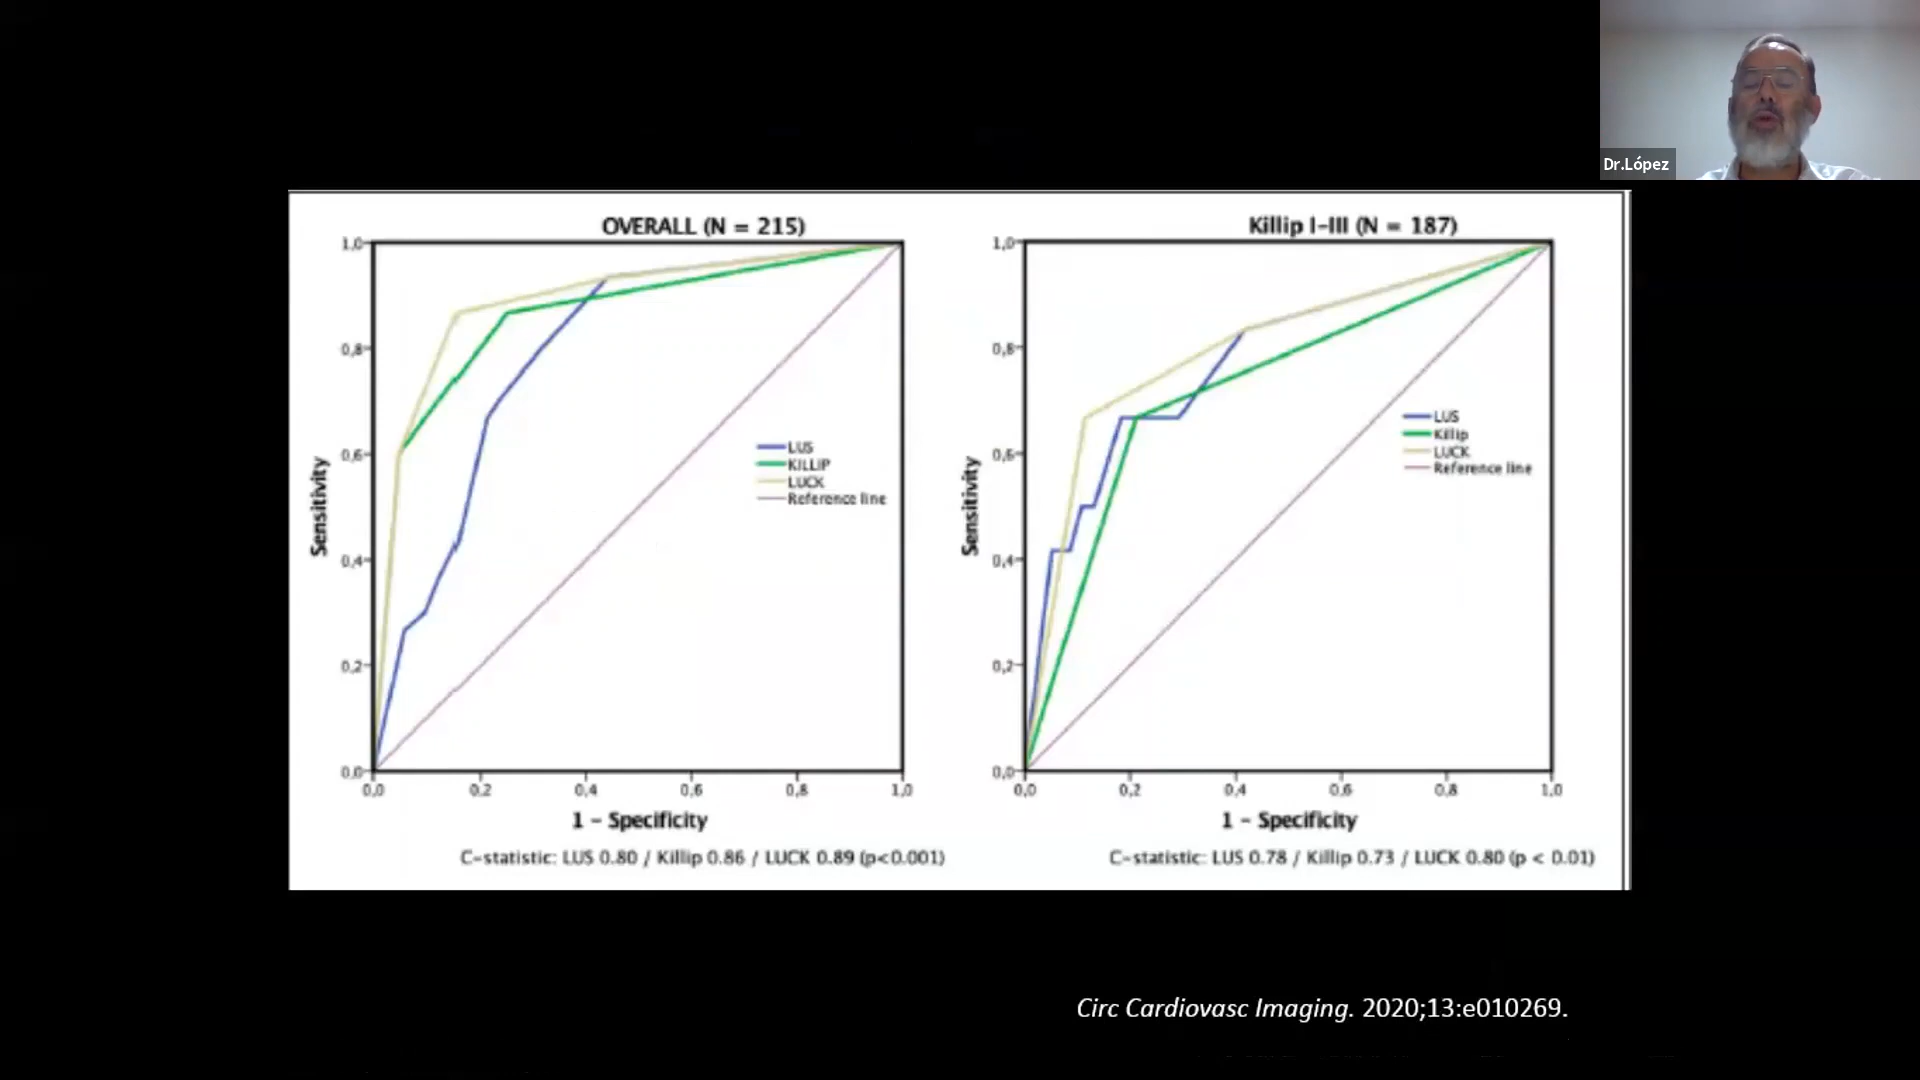 Dr.López
OVERALL (N = 215)
1,0
0,8
0,6
0,4
0,2
0,0
Sensitivity
LUS
KILLIP
LUCK
Reference line
0,0 0,2 0,4 0,6 0,8 1,0
1 - Specificity
C-statistic: LUS 0.80 / Killip 0.86 / LUCK 0.89 (p<0.001)
Killip I-III (N = 187)
1,0
0,8
0,6
0,4
0,2
0,0
Sensitivity
LUS
Killip
LUCK
Reference line
0,0 0,2 0,4 0,6 0,8 1,0
1 - Specificity
C-statistic: LUS 0.78 / Killip 0.73 / LUCK 0.80 (p < 0.01)
Circ Cardiovasc Imaging. 2020;13:e010269.